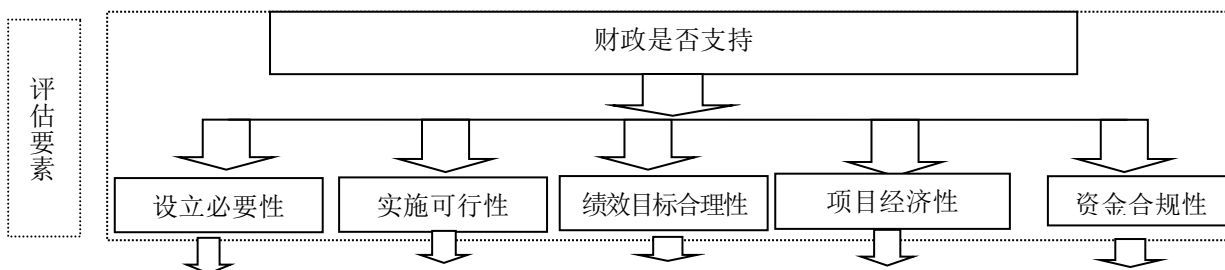 财政是否支持
评估要素
设立必要性
实施可行性
绩效目标合理性
项目经济性
资金合规性